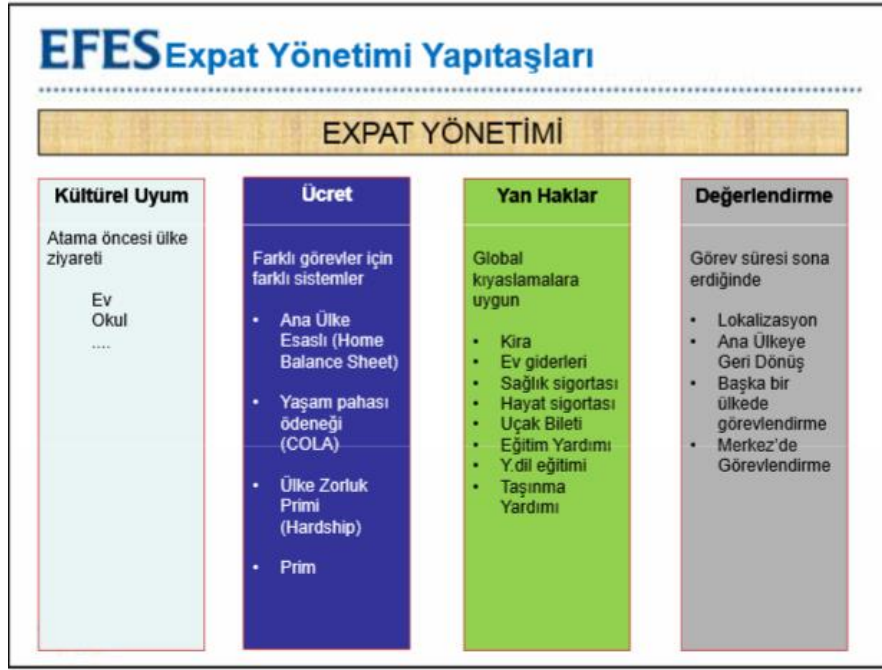 EFES Expat Yönetimi Yapıtaşları
EXPAT YÖNETİMİ
Kültürel Uyum
Atama öncesi ülke
ziyareti
Ev
Okul
....
Ücret
Farklı görevler için
farklı sistemler
• Ana Ülke
Esaslı (Home
Balance Sheet)
• Yaşam pahası
ödeneği
(COLA)
• Ülke Zorluk
Primi
(Hardship)
• Prim
Yan Haklar
Global
kıyaslamalara
uygun
• Kira
• Ev giderleri
• Sağlık sigortası
• Hayat sigortası
• Uçak Bileti
• Eğitim Yardımı
• Y.dil eğitimi
• Taşınma
Yardımı
Değerlendirme
Görev süresi sona
erdiğinde
• Lokalizasyon
• Ana Ülkeye
Geri Dönüş
• Başka bir
ülkede
görevlendirme
• Merkez'de
Görevlendirme